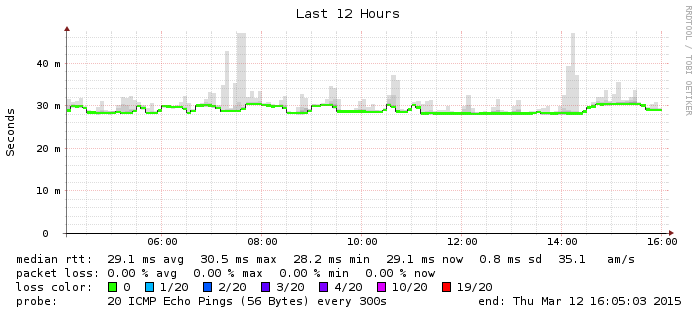 Last 12 Hours
RRDTOOL / TOBI OETIKER
Seconds
40 m
30 m
20 m
10 m
0
06:00 08:00 10:00 12:00 14:00 16:00
median rtt: 29.1 ms avg 30.5 ms max 28.2 ms min 29.1 ms now 0.8 ms sd 35.1 am/s
packet loss: 0.00 % avg 0.00 % max 0.00 % min 0.00 % now
loss color: 0 1/20 2/20 3/20 4/20 10/20 19/20
probe: 20 ICMP Echo Pings (56 Bytes) every 300s end: Thu Mar 12 16:05:03 2015